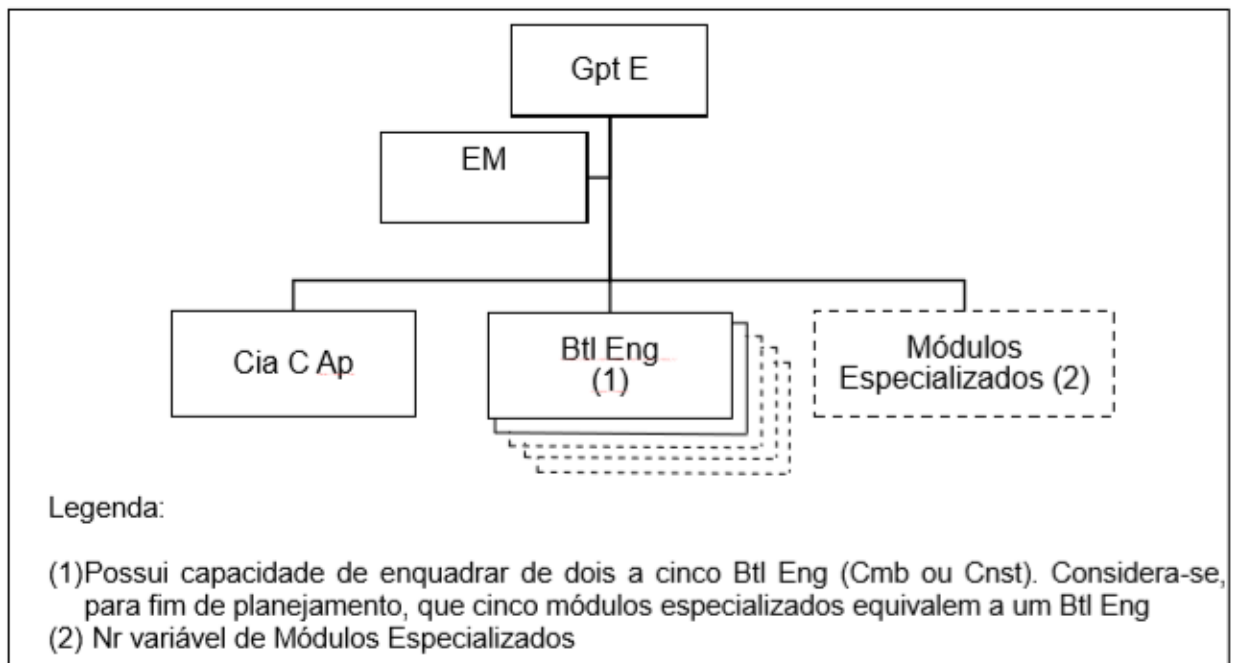 Gpt E
EM
Cia C Ap
Btl Eng
(1)
Módulos
Especializados (2)
Legenda:
(1)Possui capacidade de enquadrar de dois a cinco Btl Eng (Cmb ou Cnst). Considera-se,
para fim de planejamento, que cinco módulos especializados equivalem a um Btl Eng
(2) Nr variável de Módulos Especializados